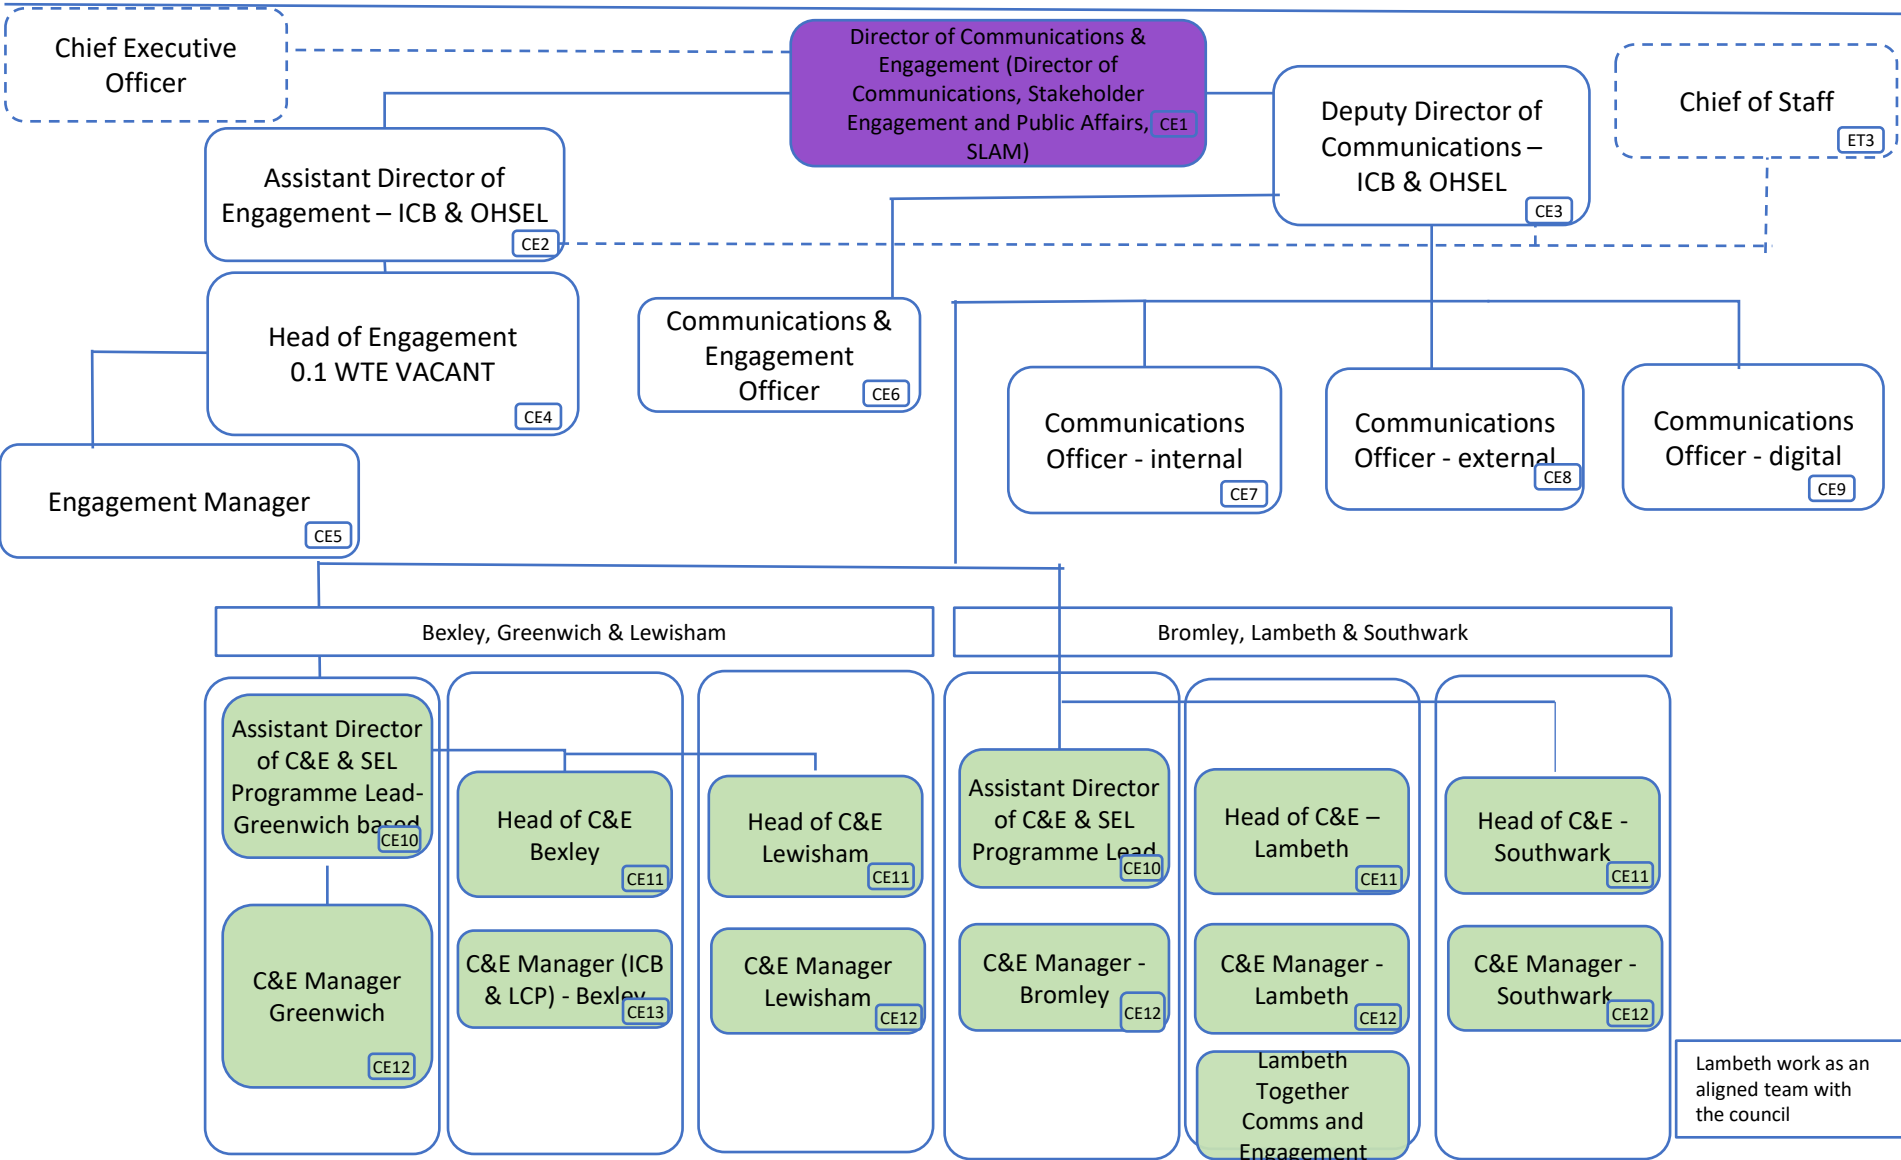 Chief Executive
Officer
Director of Communications &
Engagement (Director of
Communications, Stakeholder
Engagement and Public Affairs,
SLAM)
CE1
Deputy Director of
Communications –
ICB & OHSEL
CE3
Chief of Staff
ET3
Assistant Director of
Engagement – ICB & OHSEL
CE2
Head of Engagement
0.1 WTE VACANT
CE4
Communications &
Engagement
Officer
CE6
Communications
Officer - internal
CE7
Communications
Officer - external
CE8
Communications
Officer - digital
CE9
Engagement Manager
CE5
Bexley, Greenwich & Lewisham
Bromley, Lambeth & Southwark
Assistant Director
of C&E & SEL
Programme Lead-
Greenwich based
CE10
Head of C&E
Bexley
CE11
Head of C&E
Lewisham
CE11
Assistant Director
of C&E & SEL
Programme Lead
CE10
Head of C&E –
Lambeth
CE11
Head of C&E -
Southwark
CE11
C&E Manager
Greenwich
CE12
C&E Manager (ICB
& LCP) - Bexley
CE13
C&E Manager
Lewisham
CE12
C&E Manager -
Bromley
CE12
C&E Manager -
Lambeth
CE12
C&E Manager -
Southwark
CE12
Lambeth
Together
Comms and
Engagement
Lambeth work as an
aligned team with
the council